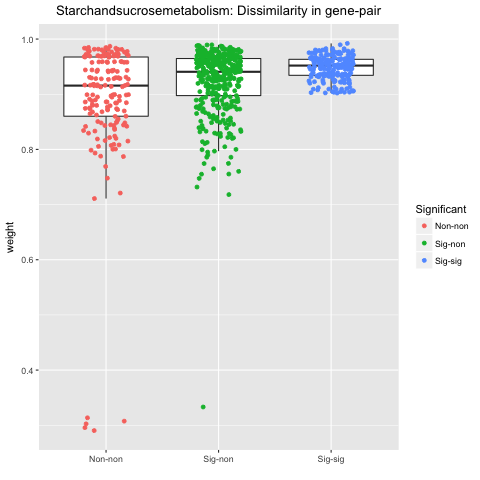 Starchandsucrosemetabolism: Dissimilarity in gene-pair
1.0
0.8
0.6
0.4
weight
Non-non
Sig-non
Sig-sig
Significant
Non-non
Sig-non
Sig-sig